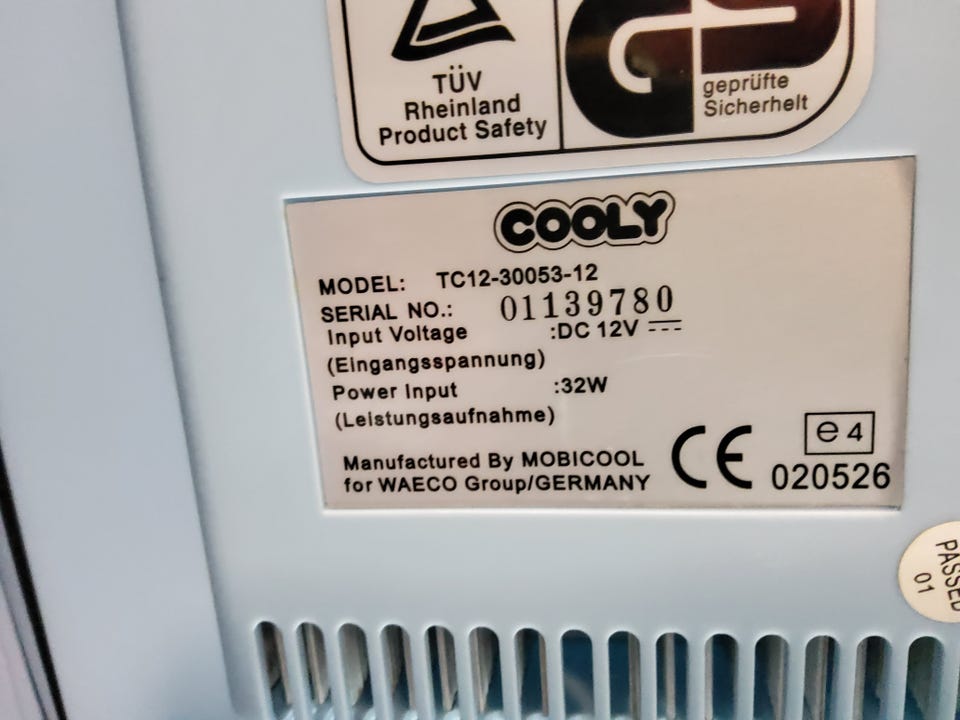 TÜV
Rheinland
Product Safety
geprüfte
Sicherheit
COOLY
MODEL: TC12-30053-12
SERIAL NO.: 01139780
Input Voltage :DC 12V
(Eingangsspannung)
Power Input :32W
(Leistungsaufnahme)
Manufactured By MOBICOOL
for WAECO Group/GERMANY
CE
e4
020526
PASSED
01